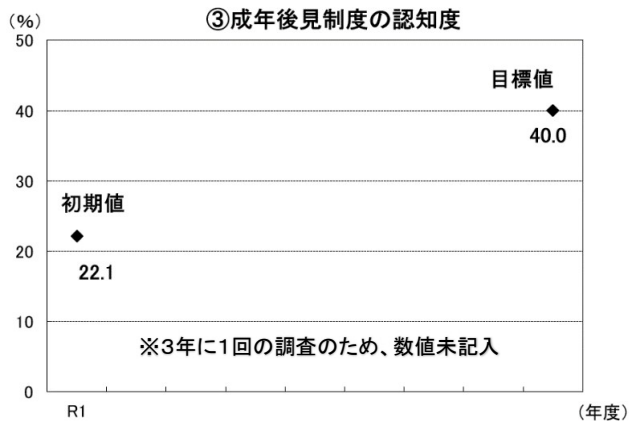 ③成年後見制度の認知度
(%)
50
目標値
40
40.0
30
初期値
20
22.1
10
※3年に1回の調査のため、数値未記入
0
R1
(年度)